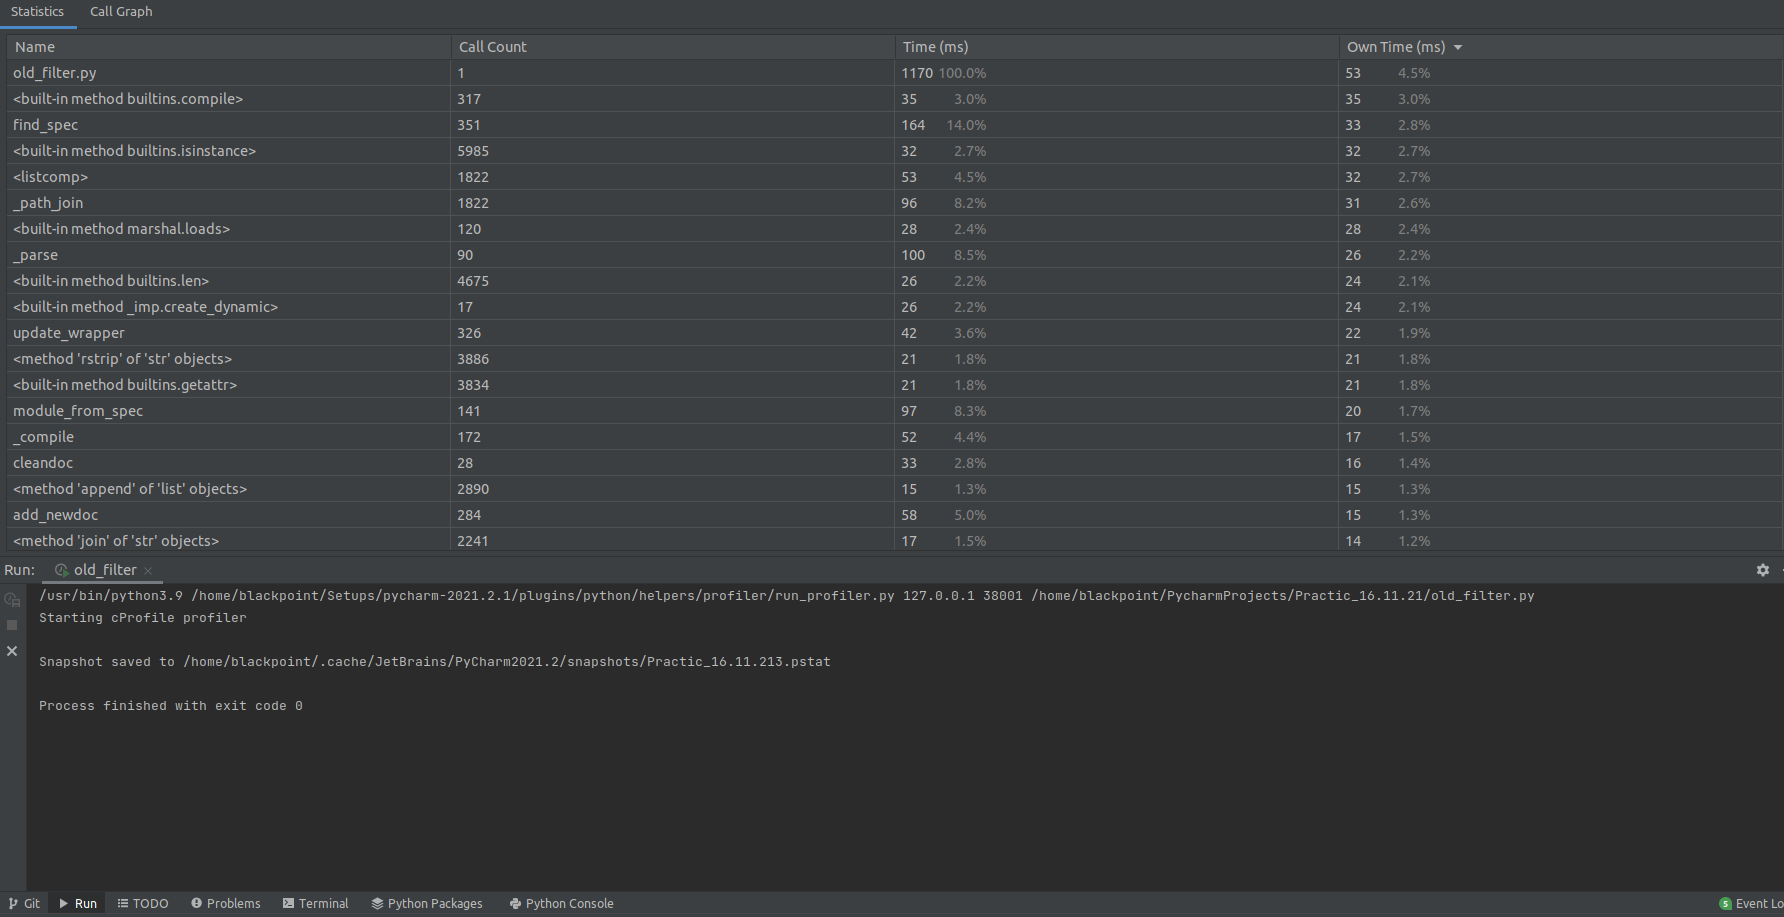 Statistics Call Graph
Name Call Count Time (ms) Own Time (ms)
old_filter.py 1 1170 100.0% 53 4.5%
<built-in method builtins.compile> 317 35 3.0% 35 3.0%
find_spec 351 164 14.0% 33 2.8%
<built-in method builtins.isinstance> 5985 32 2.7% 32 2.7%
<listcomp> 1822 53 4.5% 32 2.7%
_path_join 1822 96 8.2% 31 2.6%
<built-in method marshal.loads> 120 28 2.4% 28 2.4%
_parse 90 100 8.5% 26 2.2%
<built-in method builtins.len> 4675 26 2.2% 24 2.1%
<built-in method _imp.create_dynamic> 17 26 2.2% 24 2.1%
update_wrapper 326 42 3.6% 22 1.9%
<method 'rstrip' of 'str' objects> 3886 21 1.8% 21 1.8%
<built-in method builtins.getattr> 3834 21 1.8% 21 1.8%
module_from_spec 141 97 8.3% 20 1.7%
_compile 172 52 4.4% 17 1.5%
cleandoc 28 33 2.8% 16 1.4%
<method 'append' of 'list' objects> 2890 15 1.3% 15 1.3%
add_newdoc 284 58 5.0% 15 1.3%
<method 'join' of 'str' objects> 2241 17 1.5% 14 1.2%
Run: old_filter
/usr/bin/python3.9 /home/blackpoint/Setups/pycharm-2021.2.1/plugins/python/helpers/profiler/run_profiler.py 127.0.0.1 38001 /home/blackpoint/PycharmProjects/Practic_16.11.21/old_filter.py
Starting cProfile profiler
Snapshot saved to /home/blackpoint/.cache/JetBrains/PyCharm2021.2/snapshots/Practic_16.11.213.pstat
Process finished with exit code 0
Git Run TODO Problems Terminal Python Packages Python Console 5 Event Lo